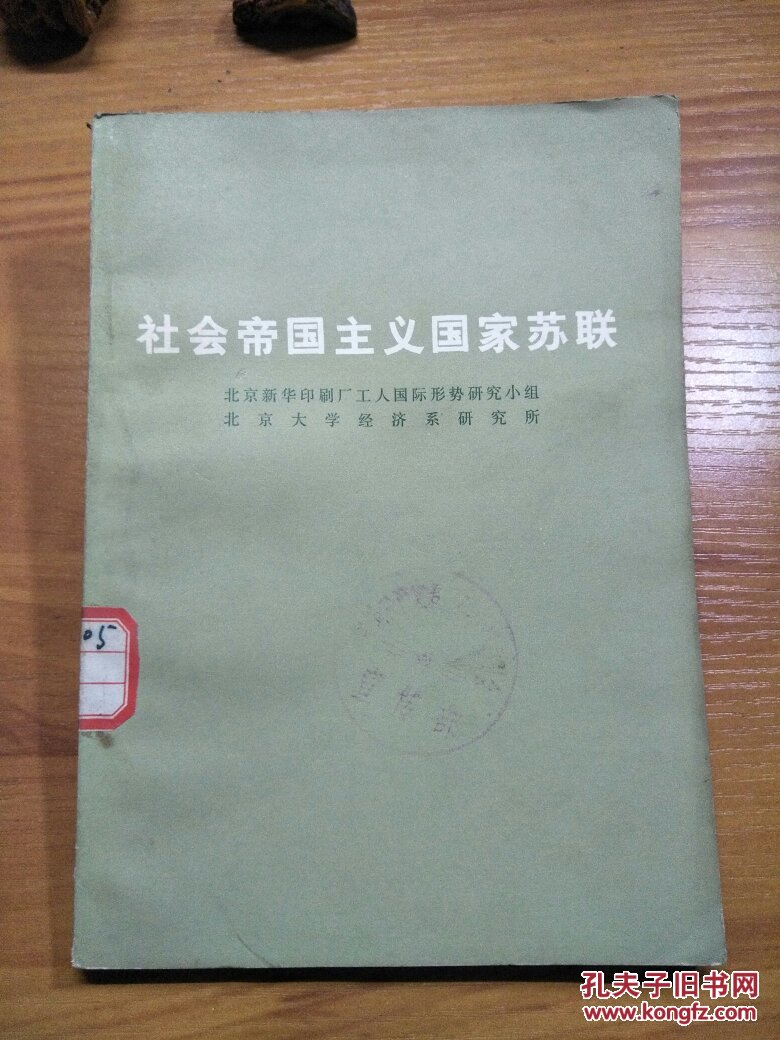 社会帝国主义国家苏联
北京新华印刷厂工人国际形势研究小组
北京大学经济系研究所
05
孔夫子旧书网
www.kongfz.com